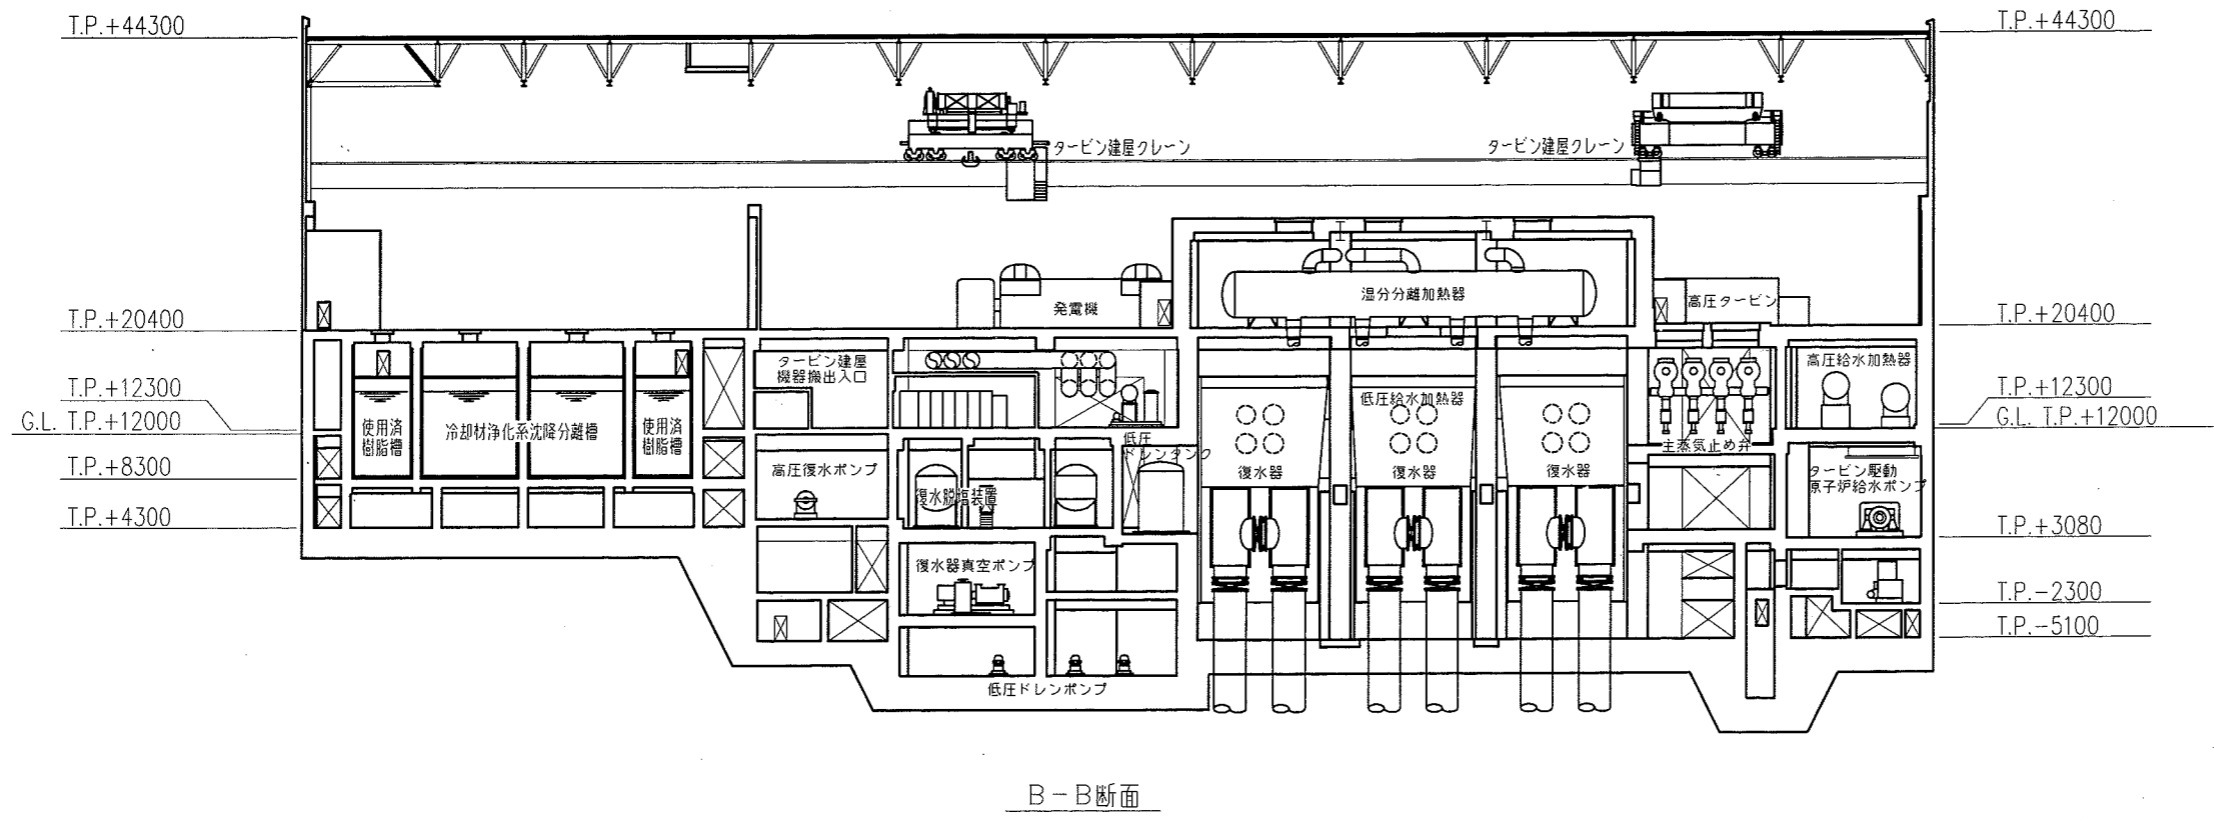 T.P.+44300
T.P.+44300
タービン建屋クレーン
タービン建屋クレーン
湿分分離加熱器
発電機
高圧タービン
T.P.+20400
T.P.+20400
タービン建屋
機器搬出入口
高圧給水加熱器
T.P.+12300
T.P.+12300
G.L. T.P.+12000
G.L. T.P.+12000
低圧給水加熱器
使用済
樹脂槽
冷却材浄化系沈降分離槽
使用済
樹脂槽
低圧
ドレンタンク
主蒸気止め弁
T.P.+8300
高圧復水ポンプ
復水器
復水器
復水器
タービン駆動
原子炉給水ポンプ
復水脱塩装置
T.P.+4300
T.P.+3080
復水器真空ポンプ
T.P.-2300
T.P.-5100
低圧ドレンポンプ
B-B断面